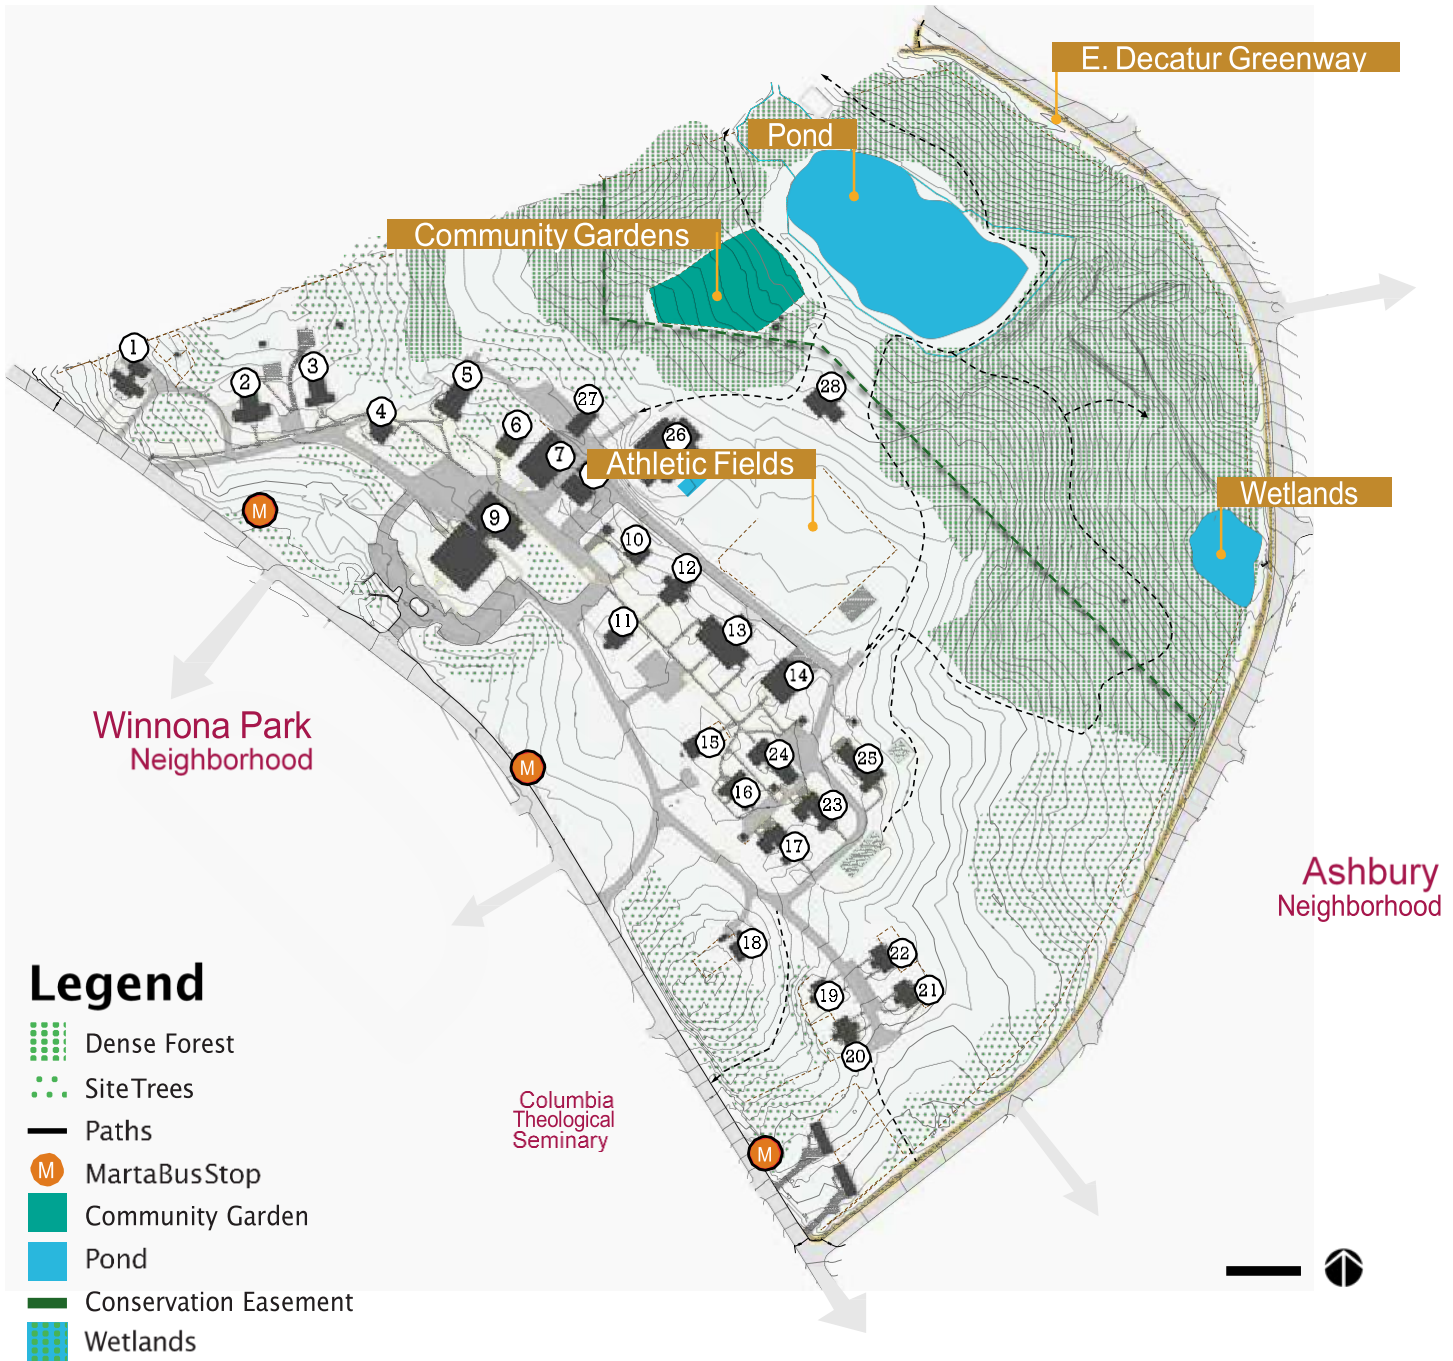 E. Decatur Greenway
Pond
Community Gardens
1
2
3
4
5
6
27
28
26
7
Athletic Fields
Wetlands
M
9
10
12
11
13
14
Winnona Park
Neighborhood
M
15
24
25
16
23
17
Ashbury
Neighborhood
18
22
19
21
20
Columbia
Theological
Seminary
M
Legend
Dense Forest
Site Trees
Paths
M
Marta Bus Stop
Community Garden
Pond
Conservation Easement
Wetlands